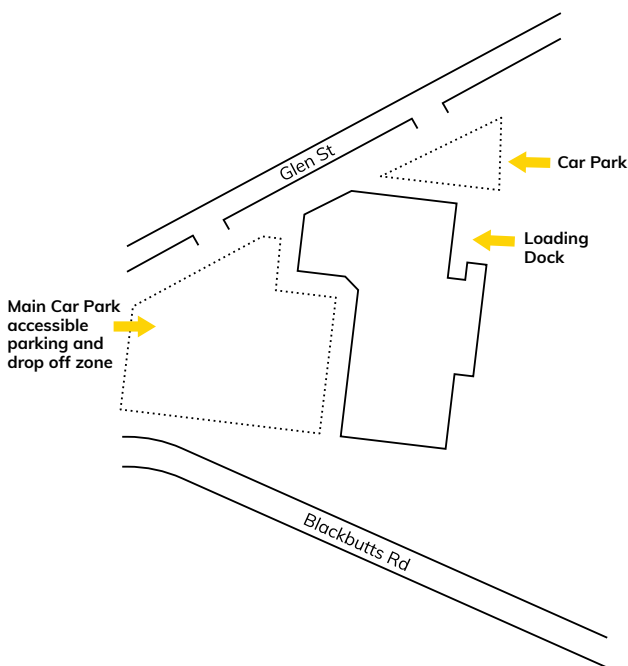 Glen St
Car Park
Loading
Dock
Main Car Park
accessible
parking and
drop off zone
Blackbutts Rd